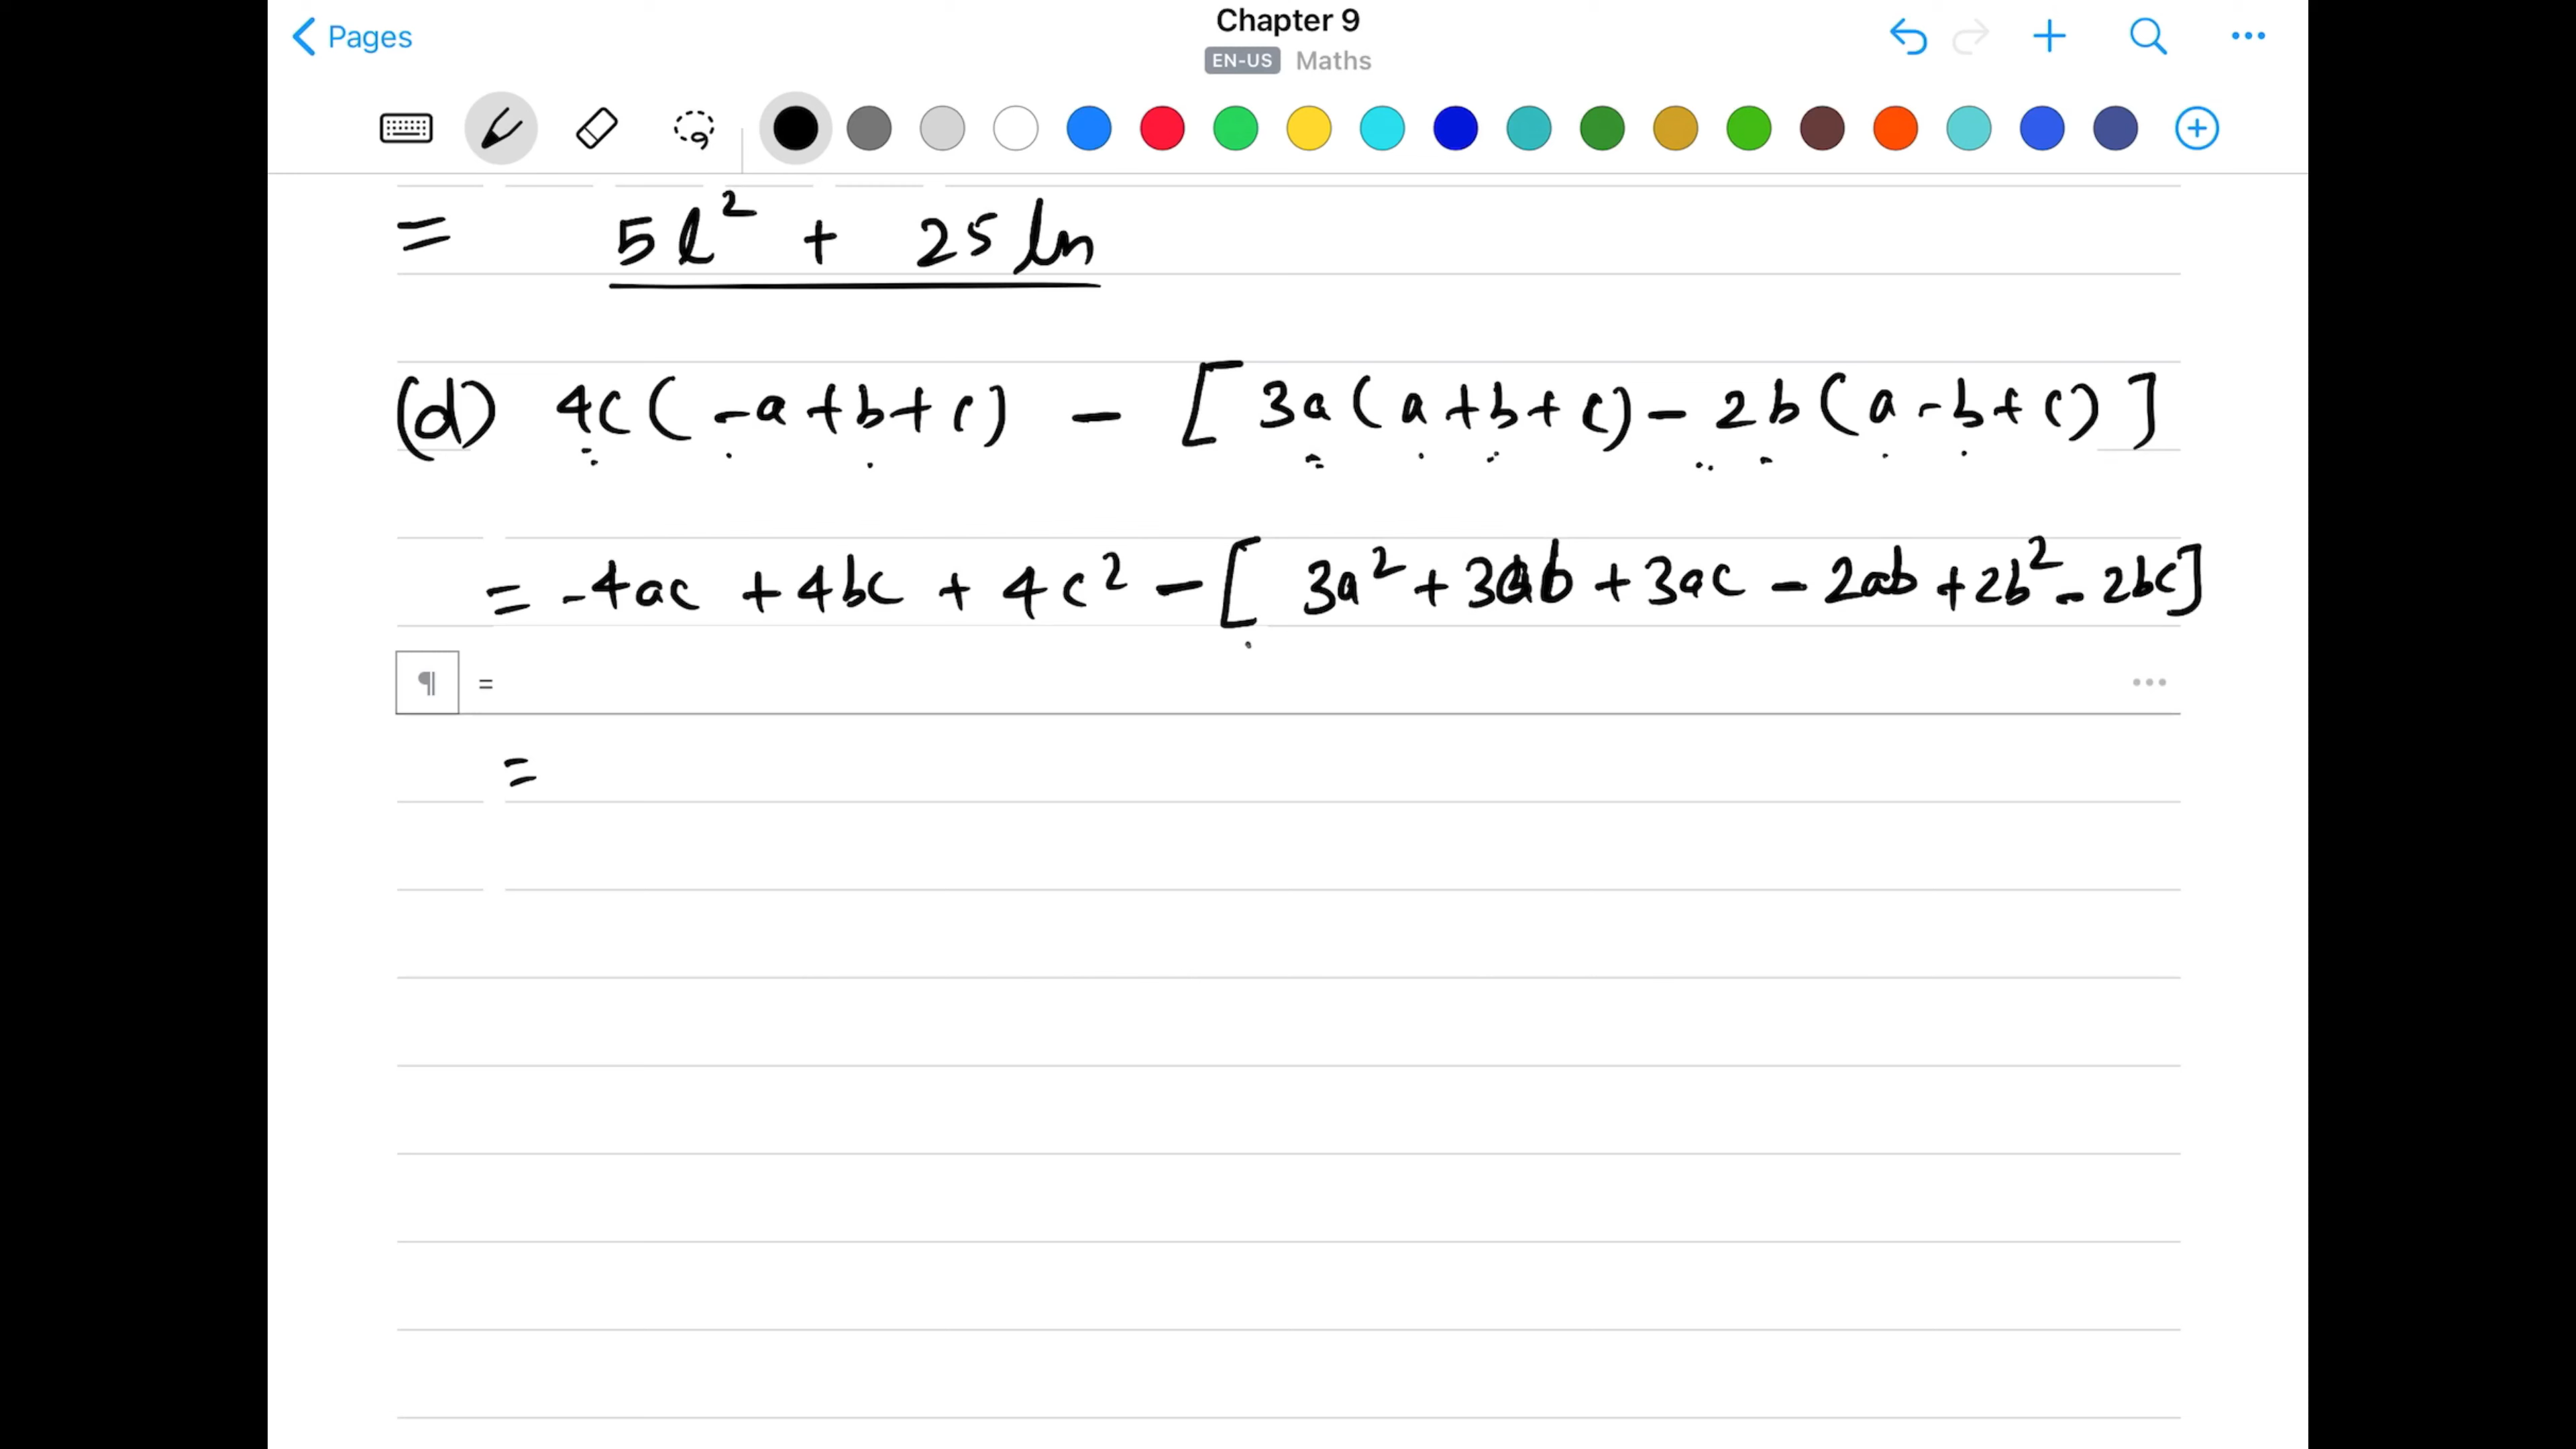 Pages
Chapter 9
EN-US Maths
= 5l² + 25ln
(d) 4c(-a+b+c) - [3a(a+b+c) - 2b(a-b+c)]
= -4ac + 4bc + 4c² - [3a² + 3ab + 3ac - 2ab + 2b² - 2bc]
¶ =
=